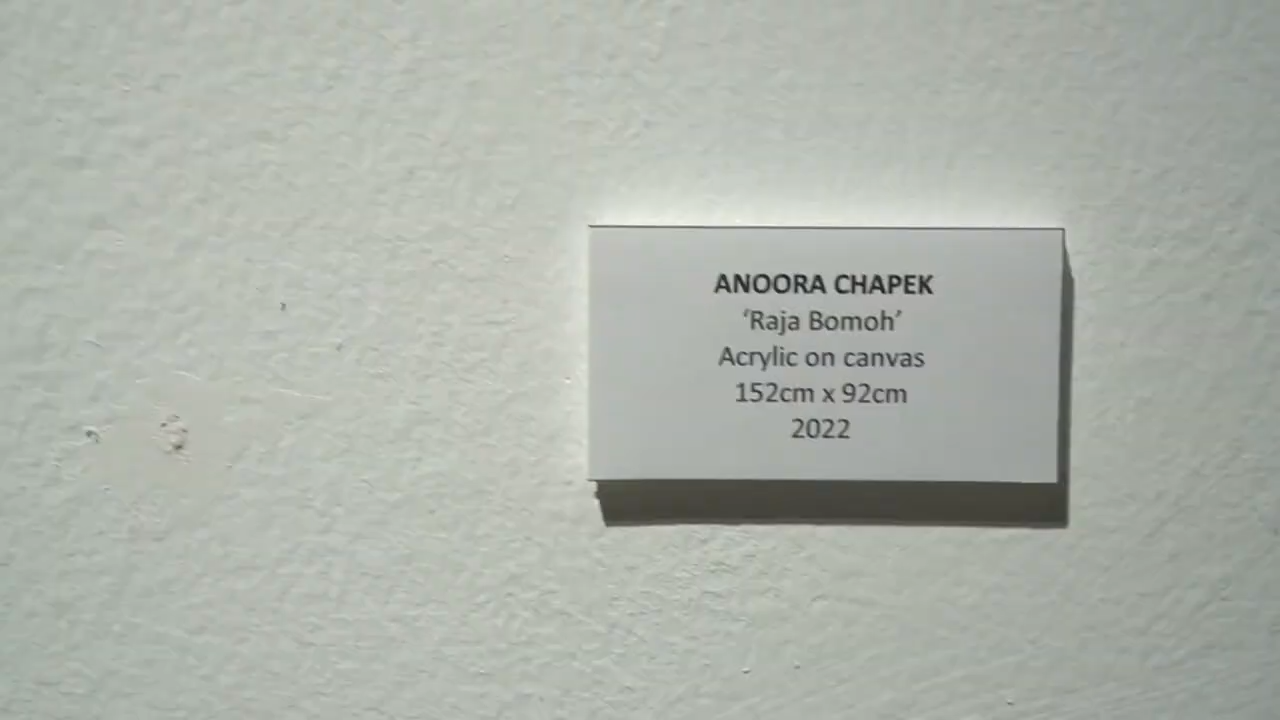 ANOORA CHAPEK
‘Raja Bomoh’
Acrylic on canvas
152cm x 92cm
2022